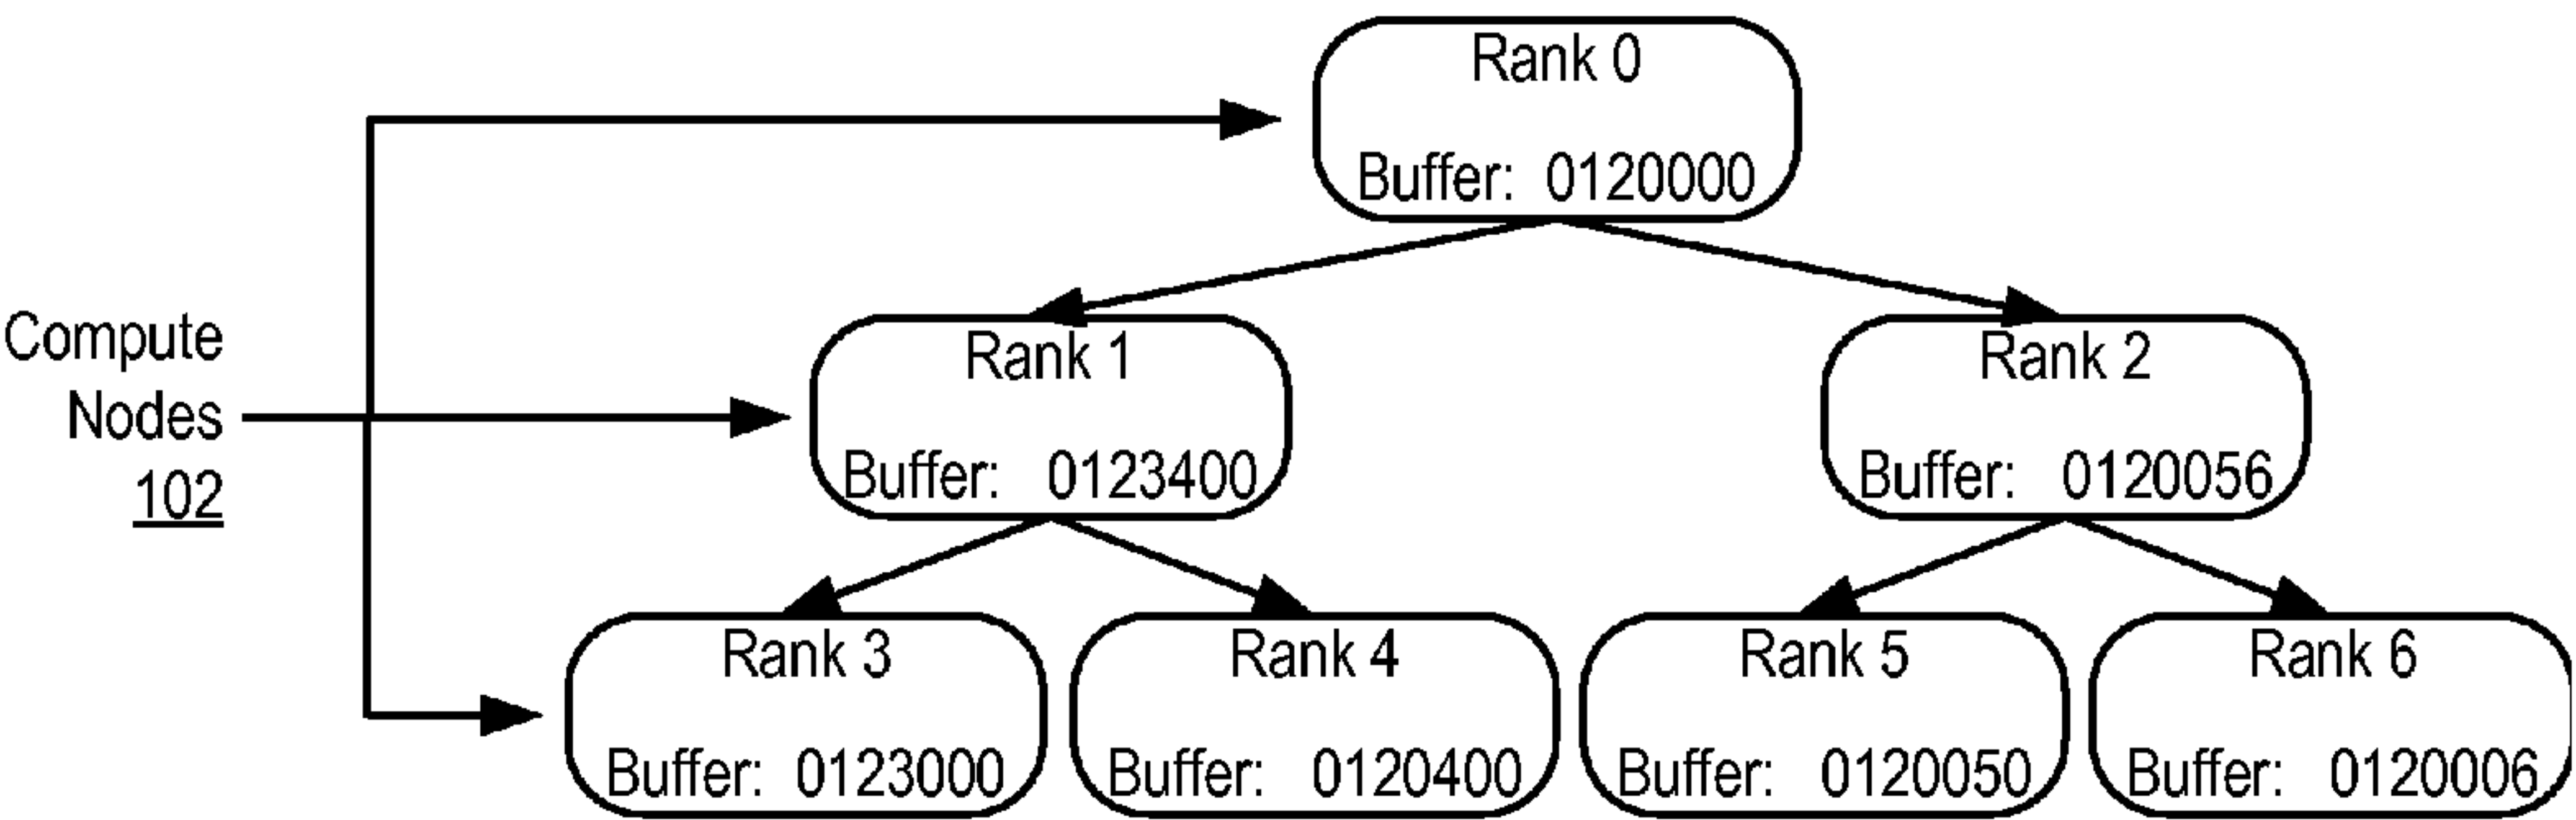 Rank 0
Buffer: 0120000
Compute
Nodes
102
Rank 1
Buffer: 0123400
Rank 2
Buffer: 0120056
Rank 3
Buffer: 0123000
Rank 4
Buffer: 0120400
Rank 5
Buffer: 0120050
Rank 6
Buffer: 0120006